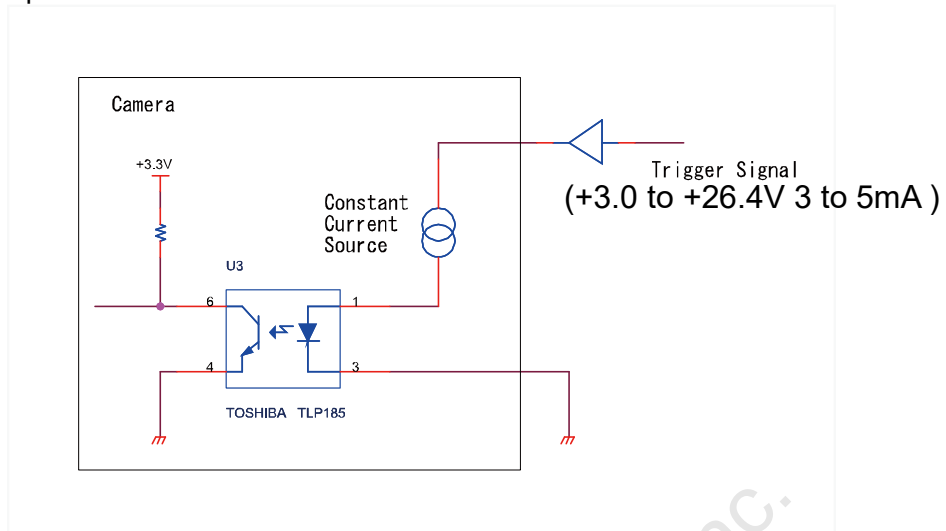 Camera
+3.3V
Constant
Current
Source
Trigger Signal
(+3.0 to +26.4V 3 to 5mA )
U3
6
1
4
3
TOSHIBA TLP185